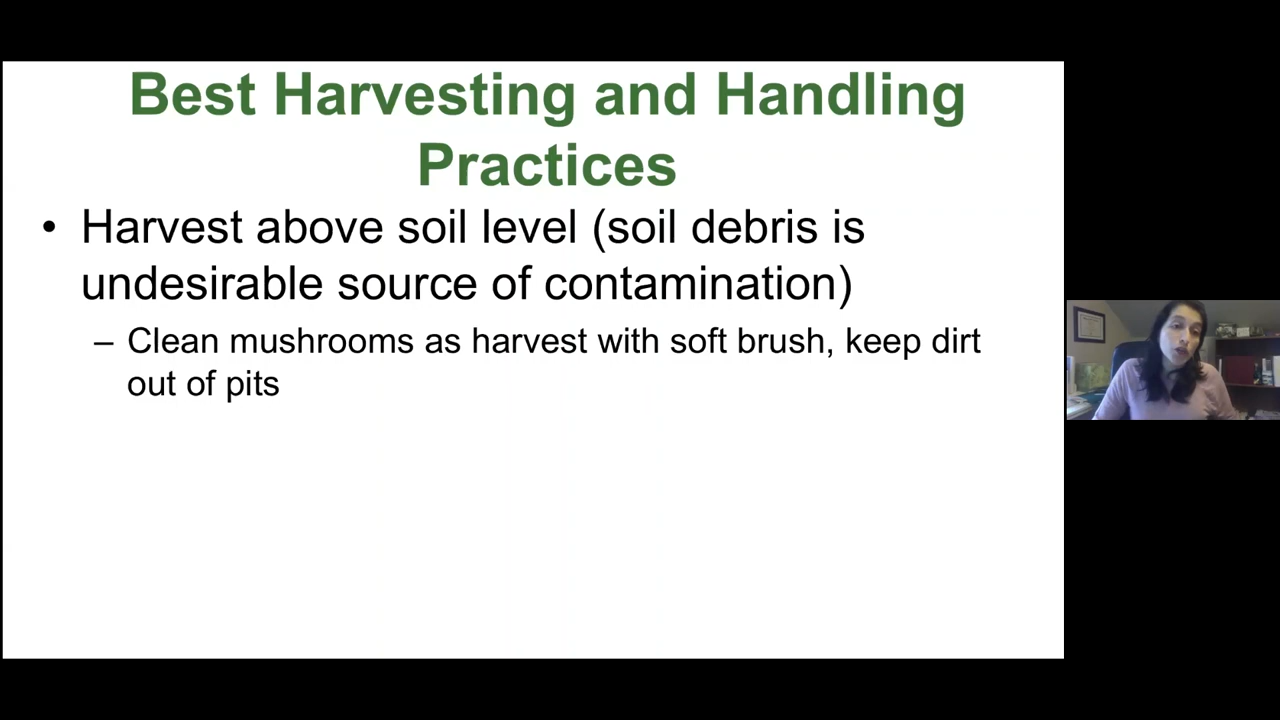 Best Harvesting and Handling
Practices
• Harvest above soil level (soil debris is
undesirable source of contamination)
– Clean mushrooms as harvest with soft brush, keep dirt
out of pits